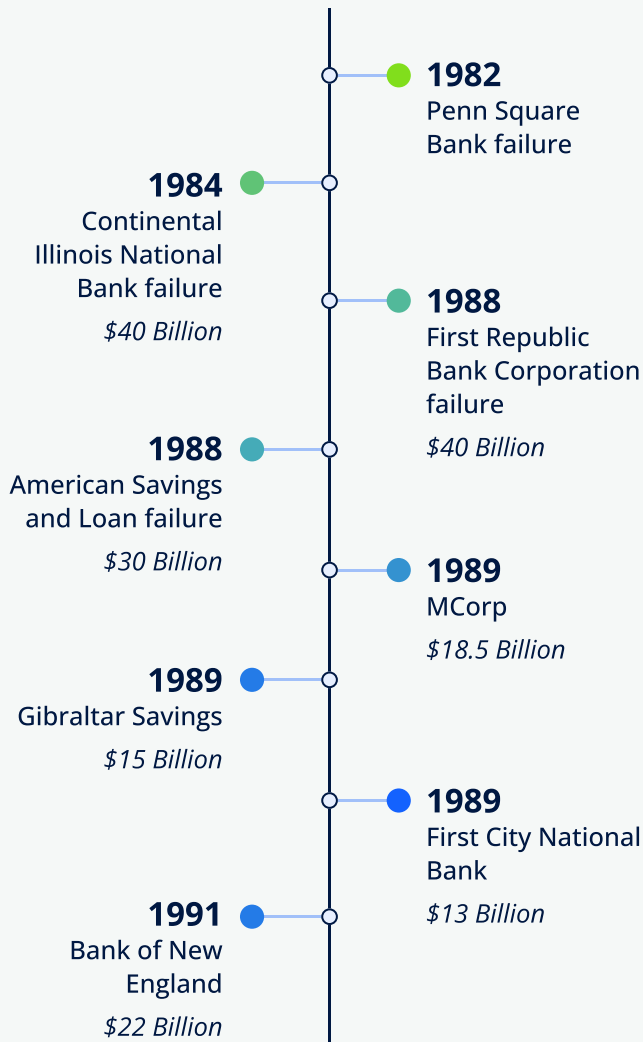 1982
Penn Square
Bank failure
1984
Continental
Illinois National
Bank failure
$40 Billion
1988
First Republic
Bank Corporation
failure
$40 Billion
1988
American Savings
and Loan failure
$30 Billion
1989
MCorp
$18.5 Billion
1989
Gibraltar Savings
$15 Billion
1989
First City National
Bank
$13 Billion
1991
Bank of New
England
$22 Billion